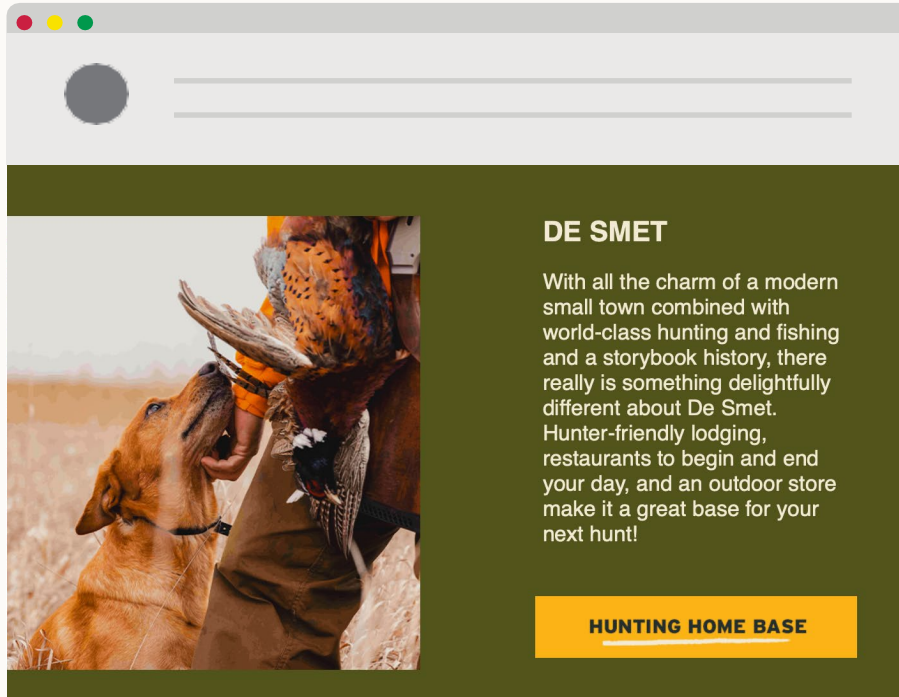 DE SMET
With all the charm of a modern
small town combined with
world-class hunting and fishing
and a storybook history, there
really is something delightfully
different about De Smet.
Hunter-friendly lodging,
restaurants to begin and end
your day, and an outdoor store
make it a great base for your
next hunt!
HUNTING HOME BASE